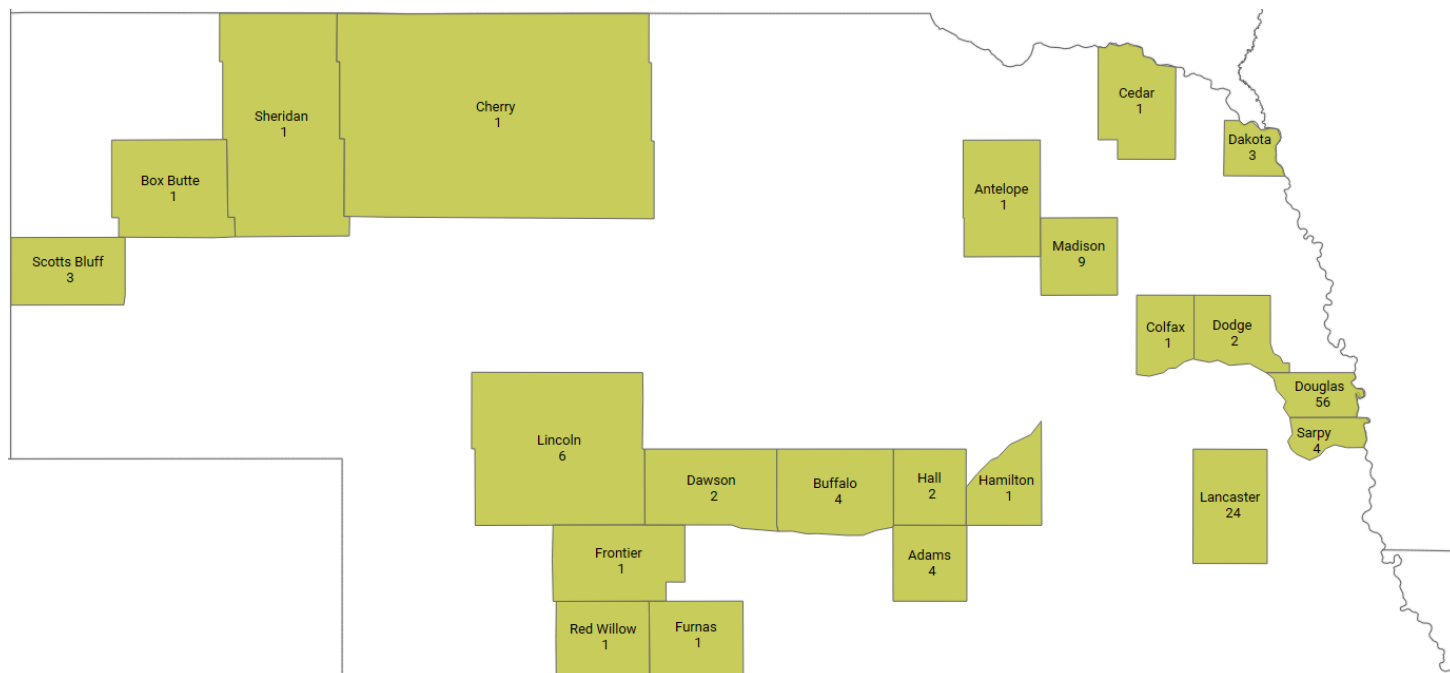 Cedar
1
Sheridan
1
Cherry
1
Dakota
3
Box Butte
1
Antelope
1
Madison
9
Scotts Bluff
3
Colfax
1
Dodge
2
Douglas
56
Sarpy
4
Lincoln
6
Dawson
2
Buffalo
4
Hall
2
Hamilton
1
Lancaster
24
Frontier
1
Adams
4
Red Willow
1
Furnas
1